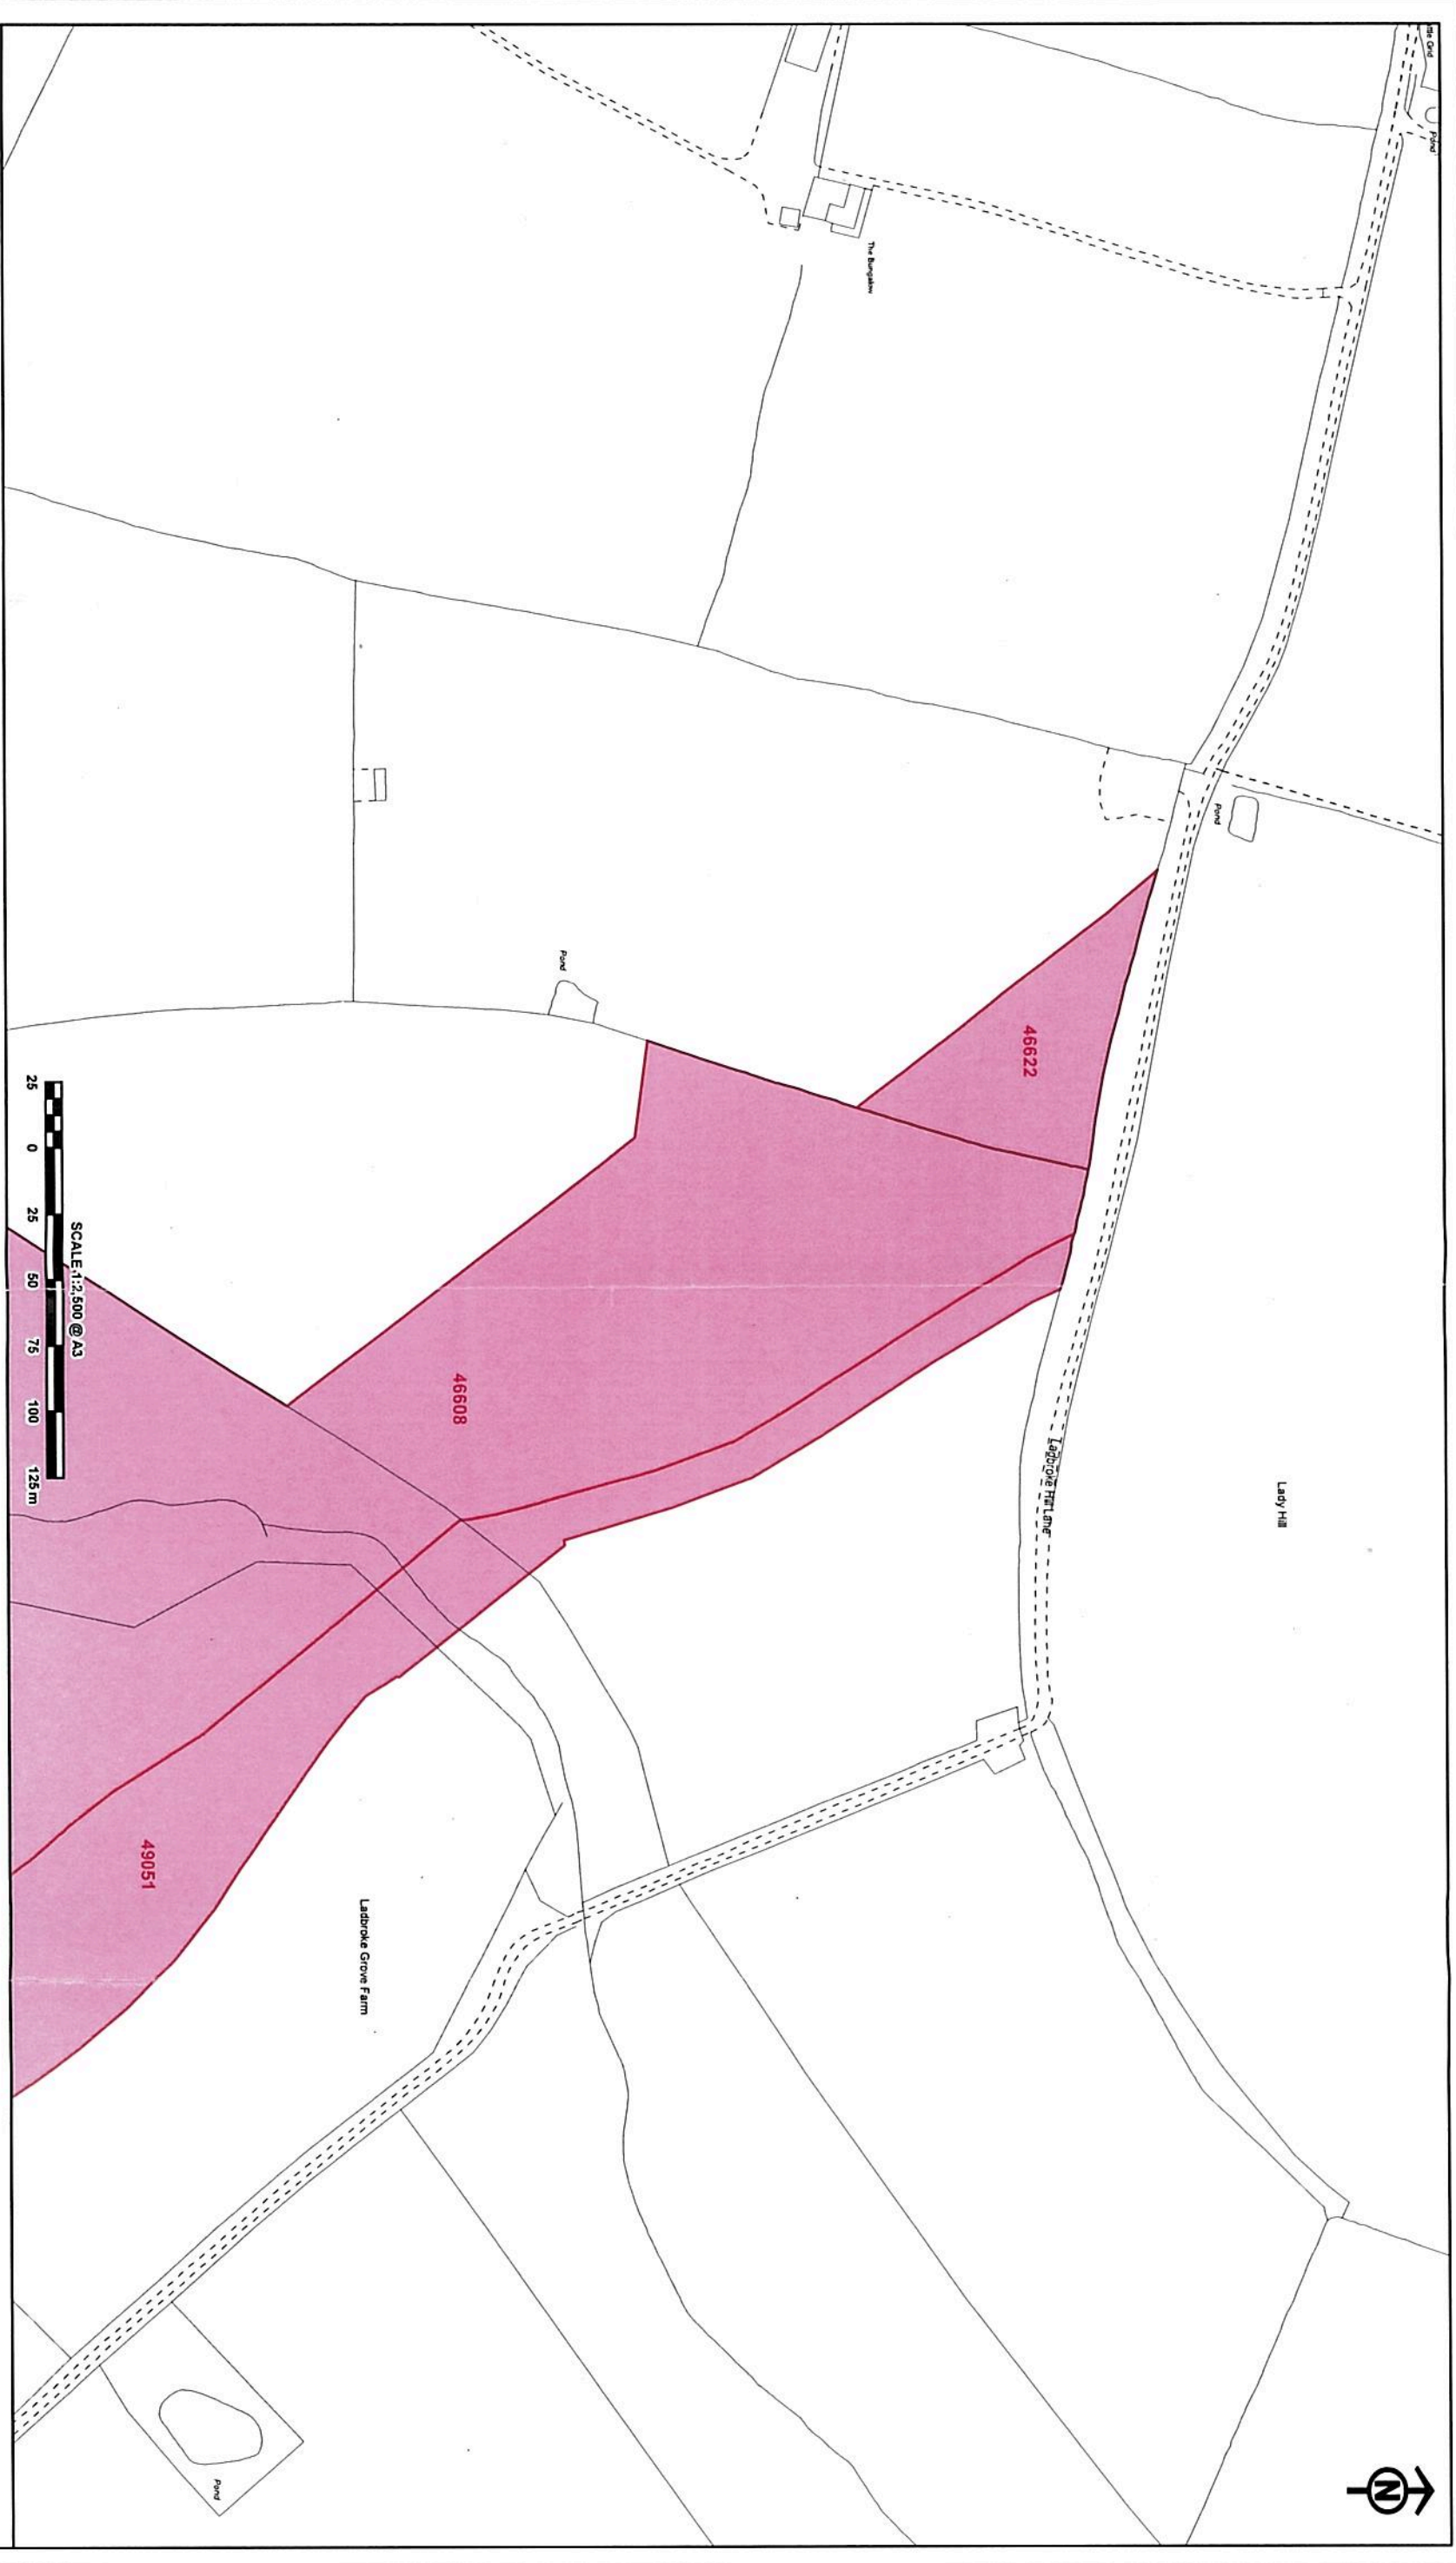 Pond
The Bungalow
Pond
Lady Hill
Ladbroke Hill Lane
46622
Pond
46608
Ladbroke Grove Farm
49051
Pond
SCALE 1:2,500 @ A3
25 0 25 50 75 100 125 m
N